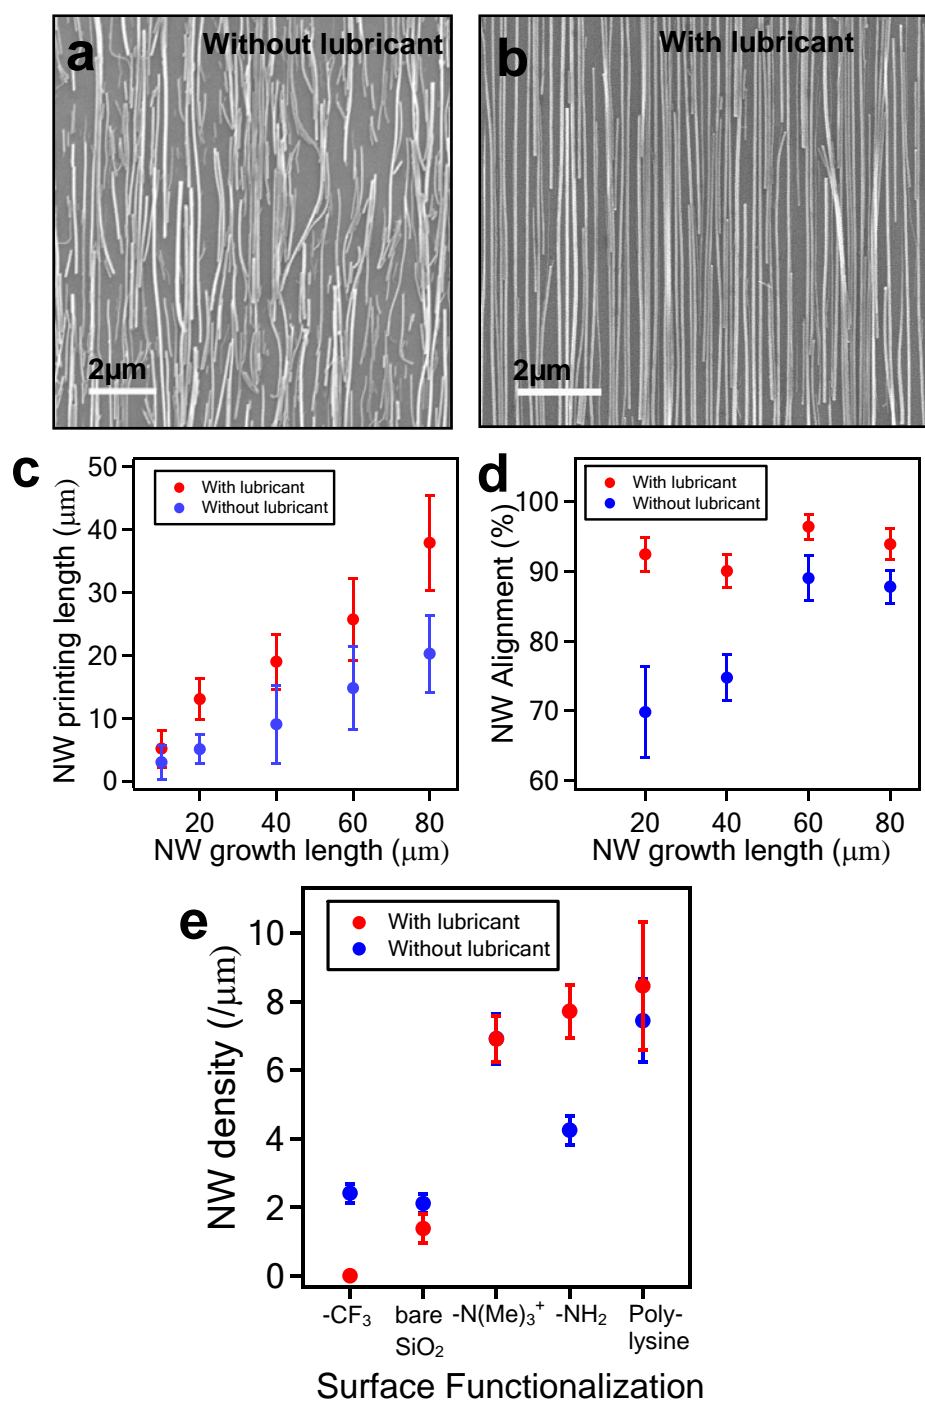 a Without lubricant
2μm
b With lubricant
2μm
c
NW printing length (μm)
50
40
30
20
10
0
With lubricant
Without lubricant
20 40 60 80
NW growth length (μm)
d
NW Alignment (%)
100
90
80
70
60
With lubricant
Without lubricant
20 40 60 80
NW growth length (μm)
e
NW density (/μm)
10
8
6
4
2
0
With lubricant
Without lubricant
-CF₃ bare -N(Me)₃⁺ -NH₂ Poly-
SiO₂ lysine
Surface Functionalization